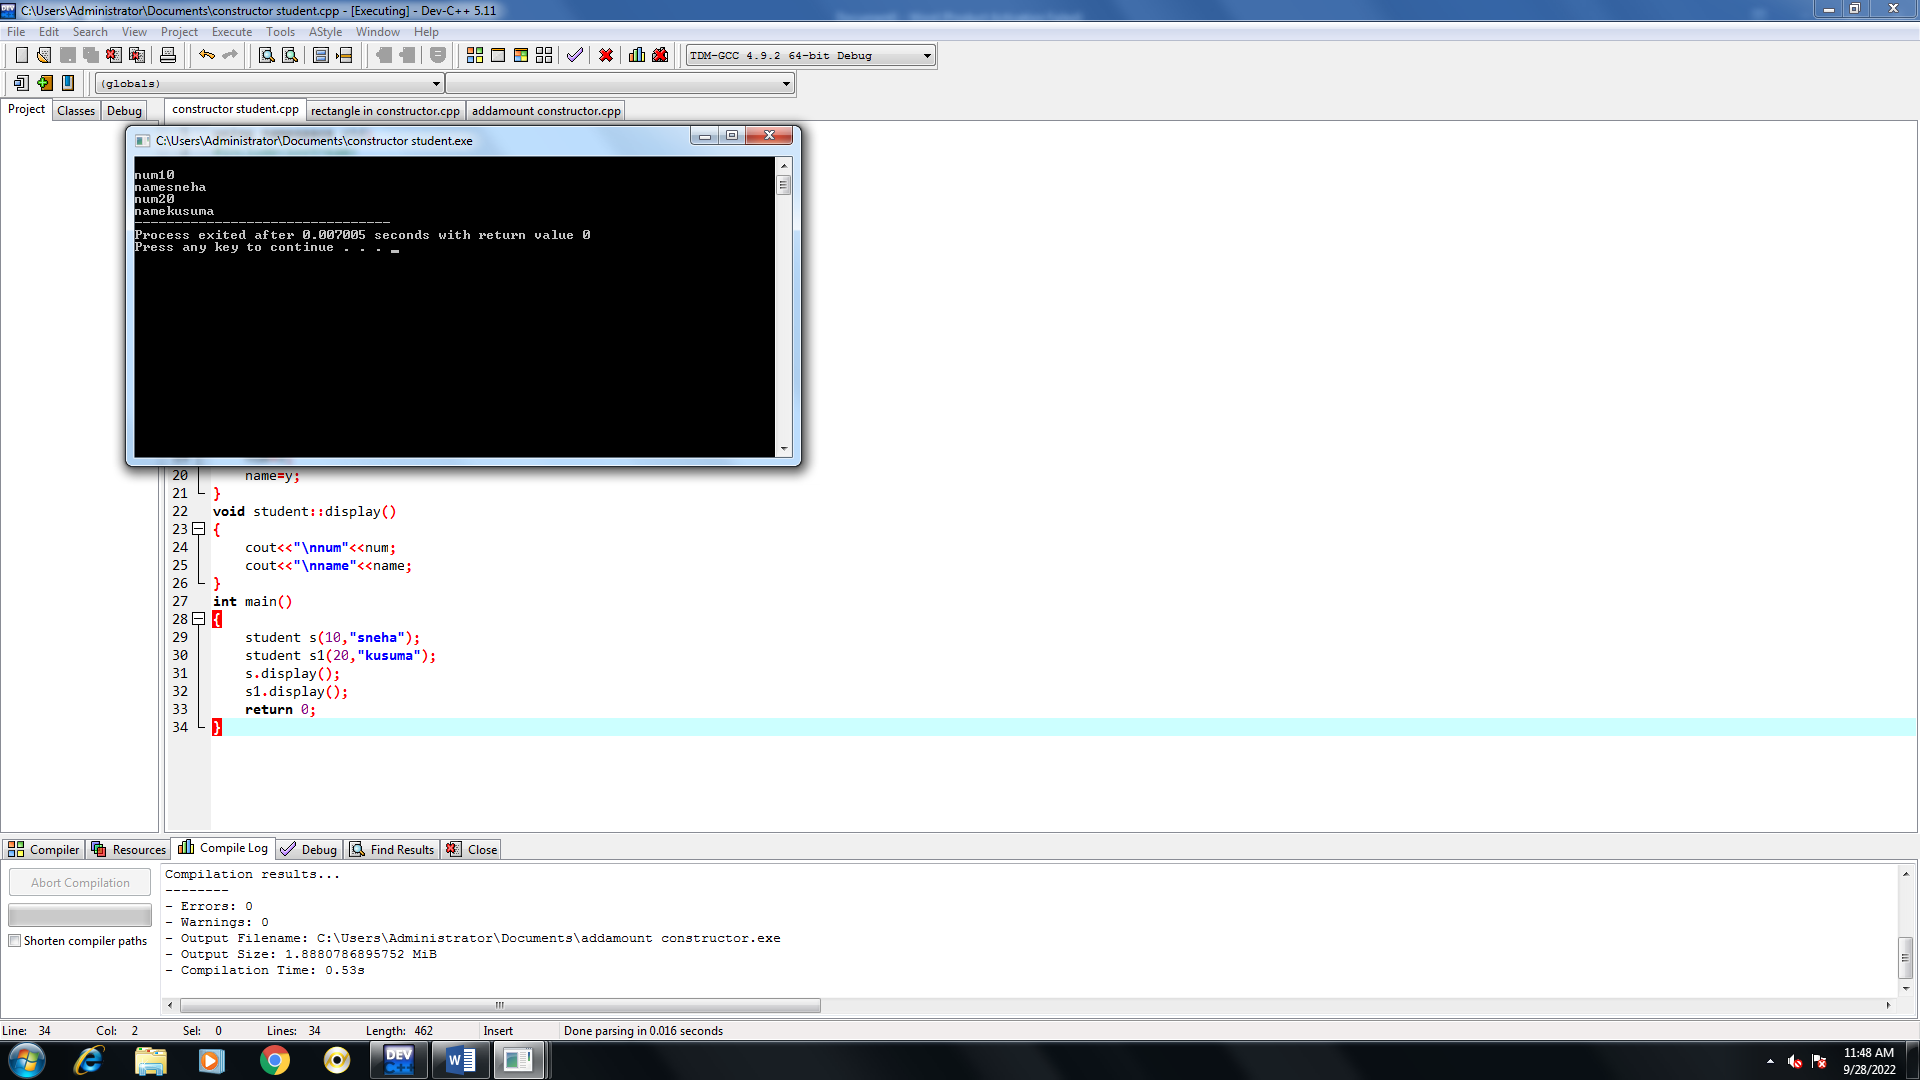 C:\Users\Administrator\Documents\constructor student.cpp - [Executing] - Dev-C++ 5.11
File Edit Search View Project Execute Tools AStyle Window Help
TDM-GCC 4.9.2 64-bit Debug
(globals)
Project Classes Debug constructor student.cpp rectangle in constructor.cpp addamount constructor.cpp
C:\Users\Administrator\Documents\constructor student.exe
num10
namesneha
num20
namekusuma
--------------------------------
Process exited after 0.007005 seconds with return value 0
Press any key to continue . . . _
20 name=y;
21 }
22 void student::display()
23 {
24 cout<<"\nnum"<<num;
25 cout<<"\nname"<<name;
26 }
27 int main()
28 {
29 student s(10,"sneha");
30 student s1(20,"kusuma");
31 s.display();
32 s1.display();
33 return 0;
34 }
Compiler Resources Compile Log Debug Find Results Close
Abort Compilation
Shorten compiler paths
Compilation results...
--------
- Errors: 0
- Warnings: 0
- Output Filename: C:\Users\Administrator\Documents\addamount constructor.exe
- Output Size: 1.8880786895752 MiB
- Compilation Time: 0.53s
Line: 34 Col: 2 Sel: 0 Lines: 34 Length: 462 Insert Done parsing in 0.016 seconds
DEV C++
W
11:48 AM
9/28/2022